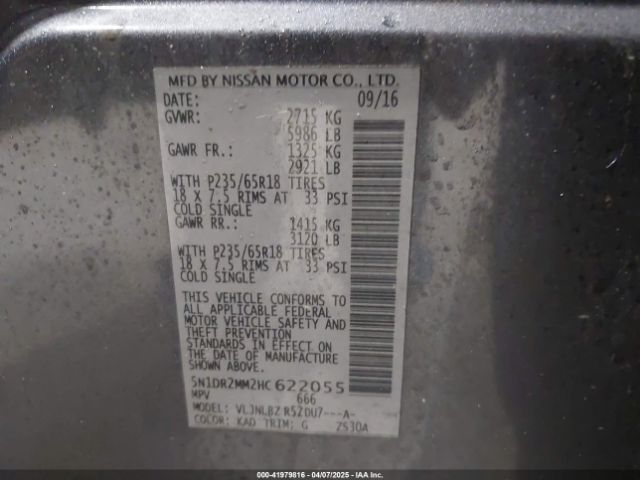 MFD BY NISSAN MOTOR CO., LTD.
DATE: 09/16
GVWR: 2715 KG
5986 LB
GAWR FR.: 1325 KG
2921 LB
WITH P235/65R18 TIRES
18 X 7.5 RIMS AT 33 PSI
COLD SINGLE
GAWR RR.: 1415 KG
3120 LB
WITH P235/65R18 TIRES
18 X 7.5 RIMS AT 33 PSI
COLD SINGLE
THIS VEHICLE CONFORMS TO
ALL APPLICABLE FEDERAL
MOTOR VEHICLE SAFETY AND
THEFT PREVENTION
STANDARDS IN EFFECT ON
THE DATE OF MANUFACTURE
SHOWN ABOVE.
5N1DR2MM2HC622055
MPV 666
MODEL: VLJNLBZ R52DU7---A-
COLOR: KAD TRIM: G 2S30A
000-41979816 | 04/07/2025 | IAA Inc.